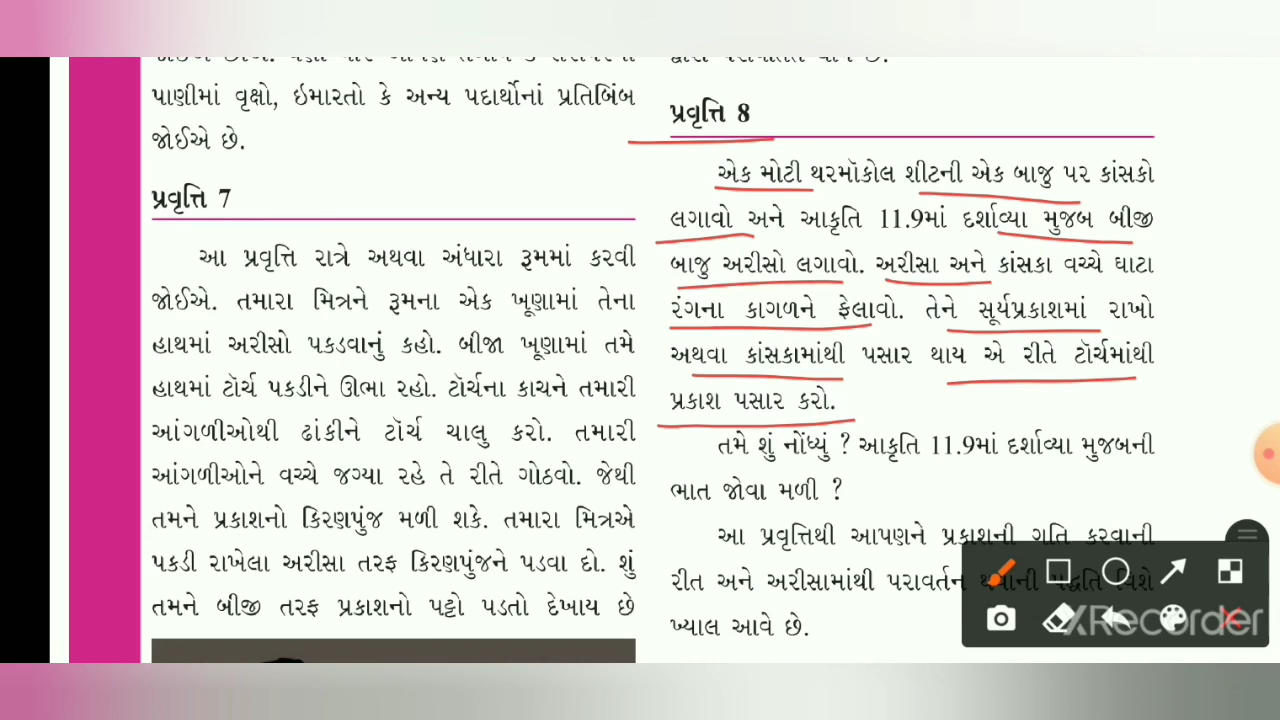 પાણીમાં વૃક્ષો, ઇમારતો કે અન્ય પદાર્થોનાં પ્રતિબિંબ
જોઈએ છે.
પ્રવૃત્તિ 7
આ પ્રવૃત્તિ રાત્રે અથવા અંધારા રૂમમાં કરવી
જોઈએ. તમારા મિત્રને રૂમના એક ખૂણામાં તેના
હાથમાં અરીસો પકડવાનું કહો. બીજા ખૂણામાં તમે
હાથમાં ટૉર્ચ પકડીને ઊભા રહો. ટૉર્ચના કાચને તમારી
આંગળીઓથી ઢાંકીને ટૉર્ચ ચાલુ કરો. તમારી
આંગળીઓને વચ્ચે જગ્યા રહે તે રીતે ગોઠવો. જેથી
તમને પ્રકાશનો કિરણપુંજ મળી શકે. તમારા મિત્રએ
પકડી રાખેલા અરીસા તરફ કિરણપુંજને પડવા દો. શું
તમને બીજી તરફ પ્રકાશનો પટ્ટો પડતો દેખાય છે
પ્રવૃત્તિ 8
એક મોટી થરમૉકોલ શીટની એક બાજુ પર કાંસકો
લગાવો અને આકૃતિ 11.9માં દર્શાવ્યા મુજબ બીજી
બાજુ અરીસો લગાવો. અરીસા અને કાંસકા વચ્ચે ઘાટા
રંગના કાગળને ફેલાવો. તેને સૂર્યપ્રકાશમાં રાખો
અથવા કાંસકામાંથી પસાર થાય એ રીતે ટૉર્ચમાંથી
પ્રકાશ પસાર કરો.
તમે શું નોંધ્યું ? આકૃતિ 11.9માં દર્શાવ્યા મુજબની
ભાત જોવા મળી ?
આ પ્રવૃત્તિથી આપણને પ્રકાશની ગતિ કરવાની
રીત અને અરીસામાંથી પરાવર્તન થવાની પદ્ધતિ વિશે
ખ્યાલ આવે છે.
XRecorder